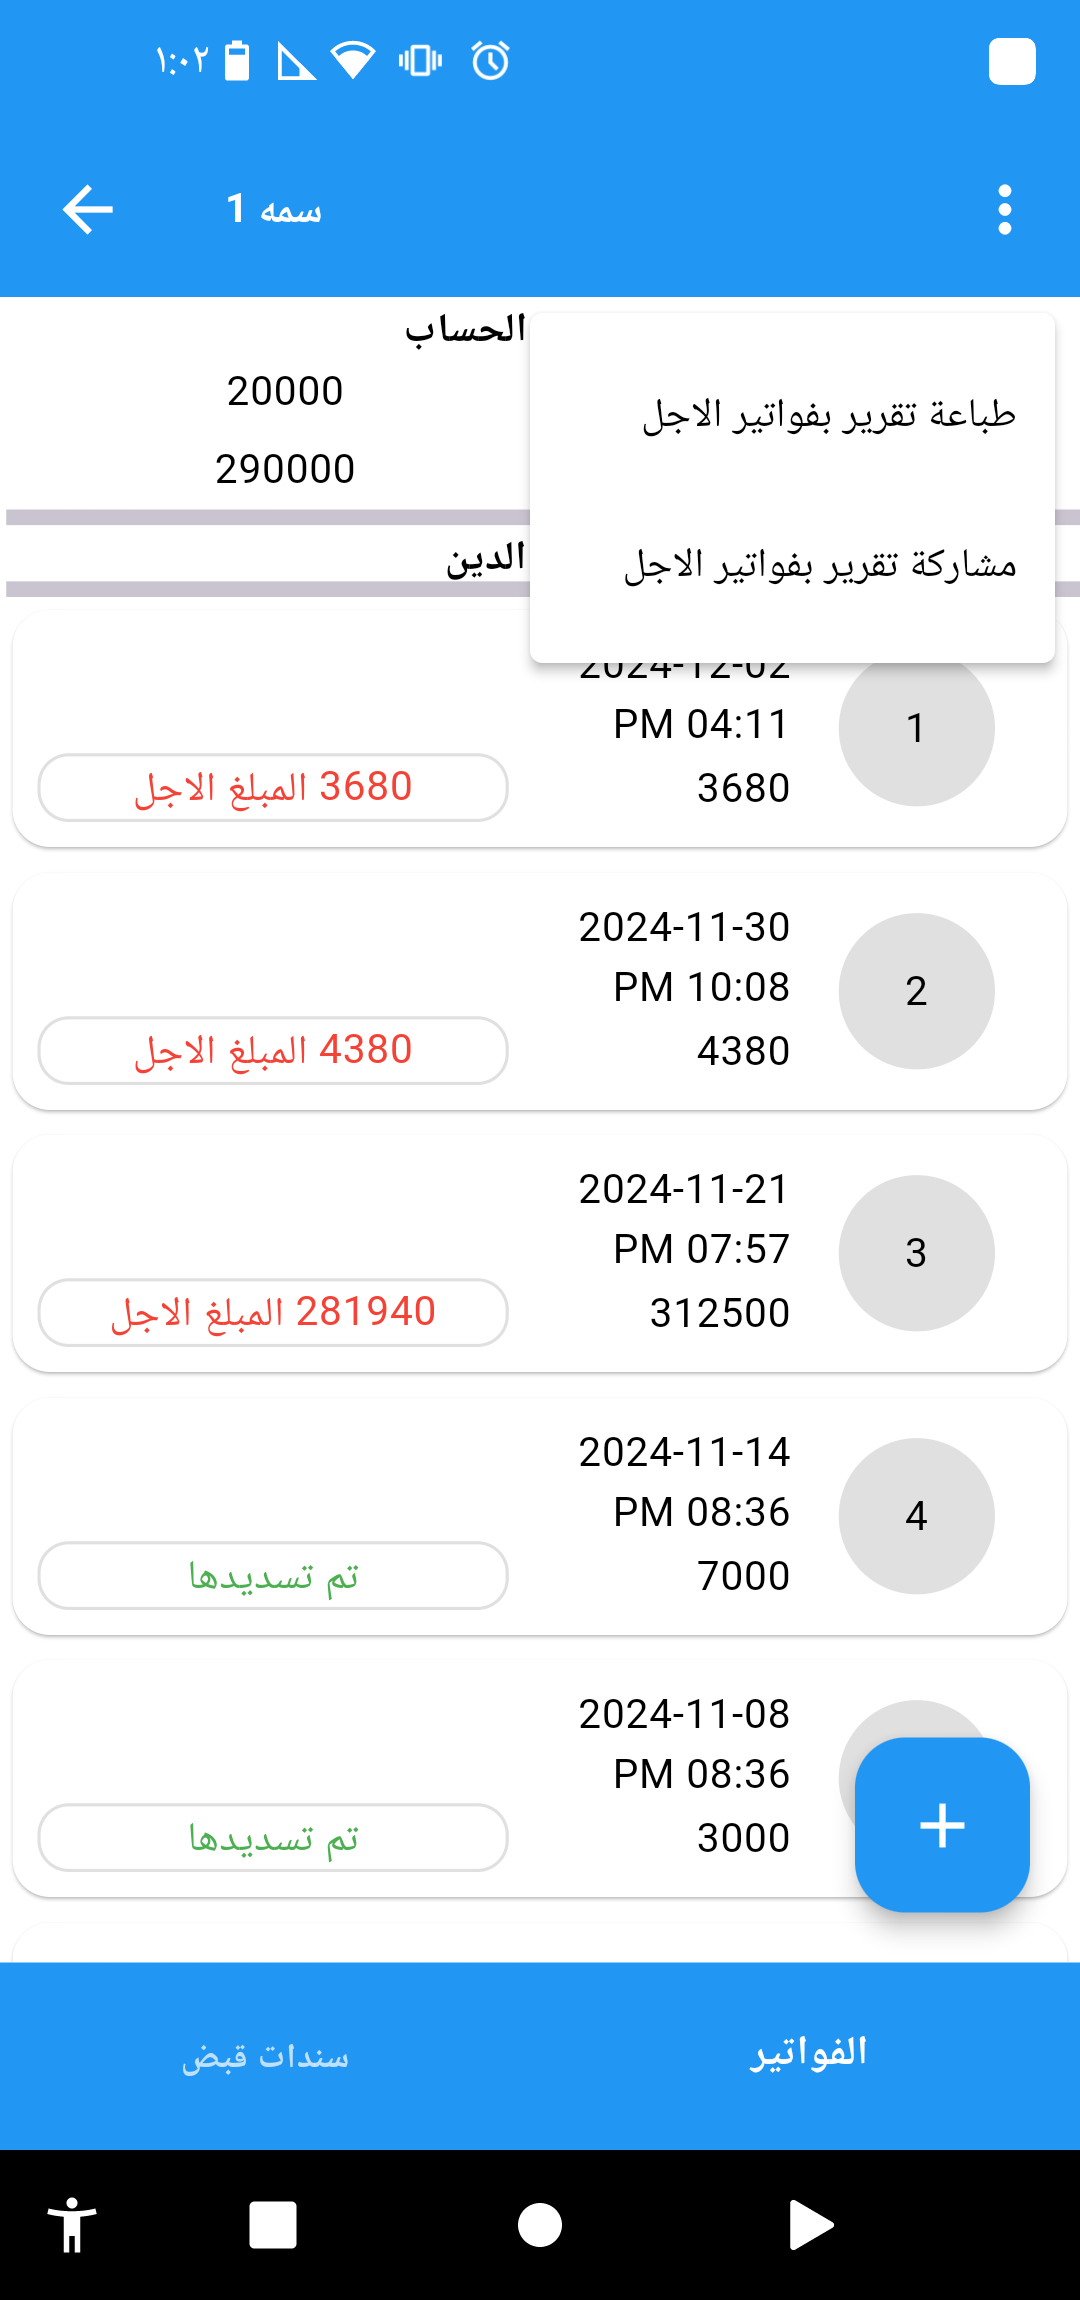 ١:٠٢
سمه 1
الحساب
20000
290000
الدين
طباعة تقرير بفواتير الاجل
مشاركة تقرير بفواتير الاجل
2024-12-02
PM 04:11
3680
1
3680 المبلغ الاجل
2024-11-30
PM 10:08
4380
2
4380 المبلغ الاجل
2024-11-21
PM 07:57
312500
3
281940 المبلغ الاجل
2024-11-14
PM 08:36
7000
4
تم تسديدها
2024-11-08
PM 08:36
3000
تم تسديدها
الفواتير
سندات قبض